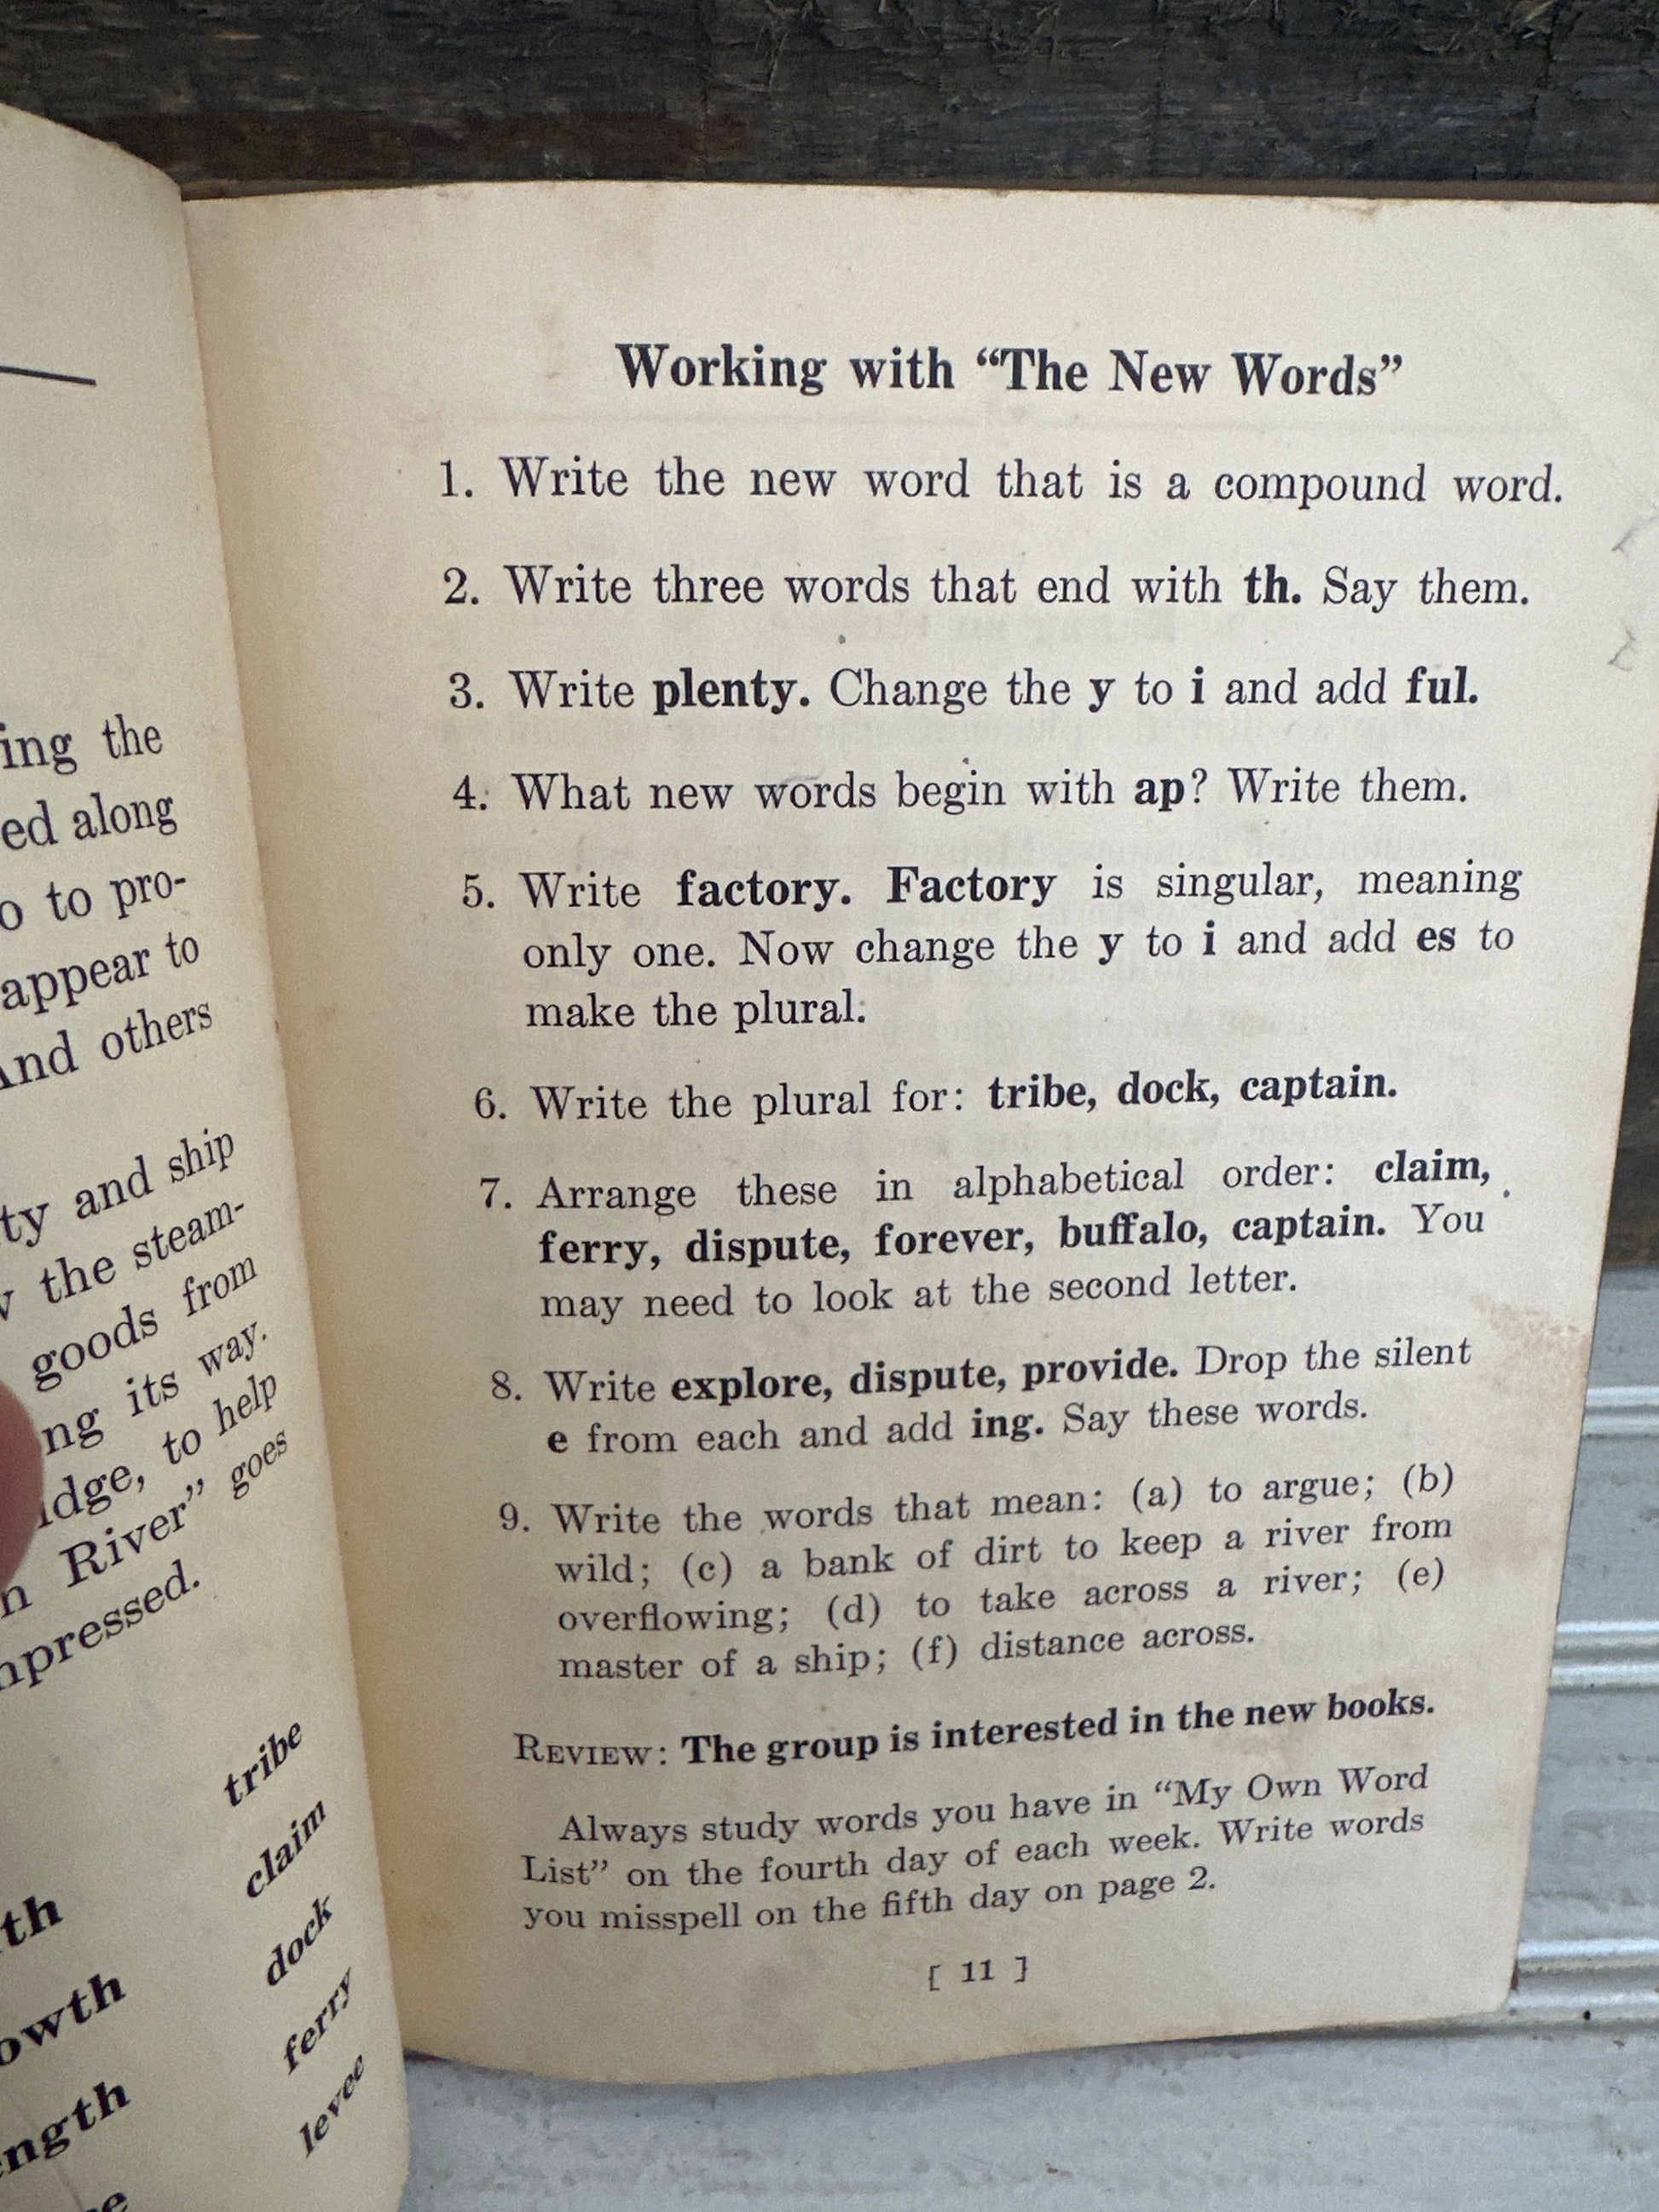 ing the
ed along
to pro-
appear to
And others
ty and ship
the steam-
goods from
ng its way.
to help
River” goes
tribe
claim
dock
ferry
levee
Working with “The New Words”
1. Write the new word that is a compound word.
2. Write three words that end with th. Say them.
3. Write plenty. Change the y to i and add ful.
4. What new words begin with ap? Write them.
5. Write factory. Factory is singular, meaning
only one. Now change the y to i and add es to
make the plural.
6. Write the plural for: tribe, dock, captain.
7. Arrange these in alphabetical order: claim,
ferry, dispute, forever, buffalo, captain. You
may need to look at the second letter.
8. Write explore, dispute, provide. Drop the silent
e from each and add ing. Say these words.
9. Write the words that mean: (a) to argue; (b)
wild; (c) a bank of dirt to keep a river from
overflowing; (d) to take across a river; (e)
master of a ship; (f) distance across.
REVIEW: The group is interested in the new books.
Always study words you have in “My Own Word
List” on the fourth day of each week. Write words
you misspell on the fifth day on page 2.
[ 11 ]